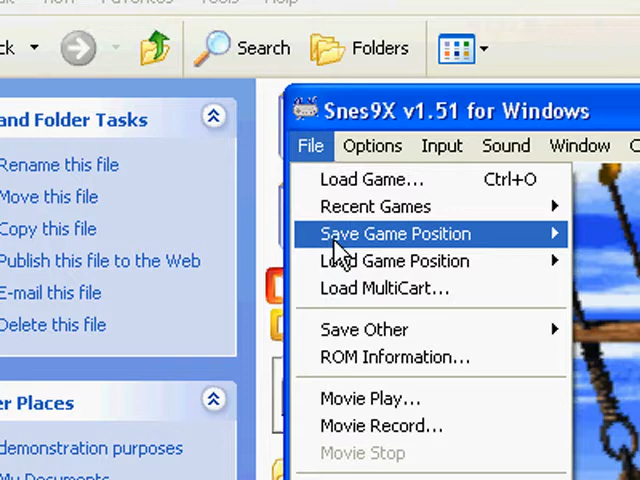 ck
Search
Folders
and Folder Tasks
Rename this file
Move this file
Copy this file
Publish this file to the Web
E-mail this file
Delete this file
er Places
demonstration purposes
My Documents
Snes9X v1.51 for Windows
File Options Input Sound Window
Load Game... Ctrl+O
Recent Games
Save Game Position
Load Game Position
Load MultiCart...
Save Other
ROM Information...
Movie Play...
Movie Record...
Movie Stop